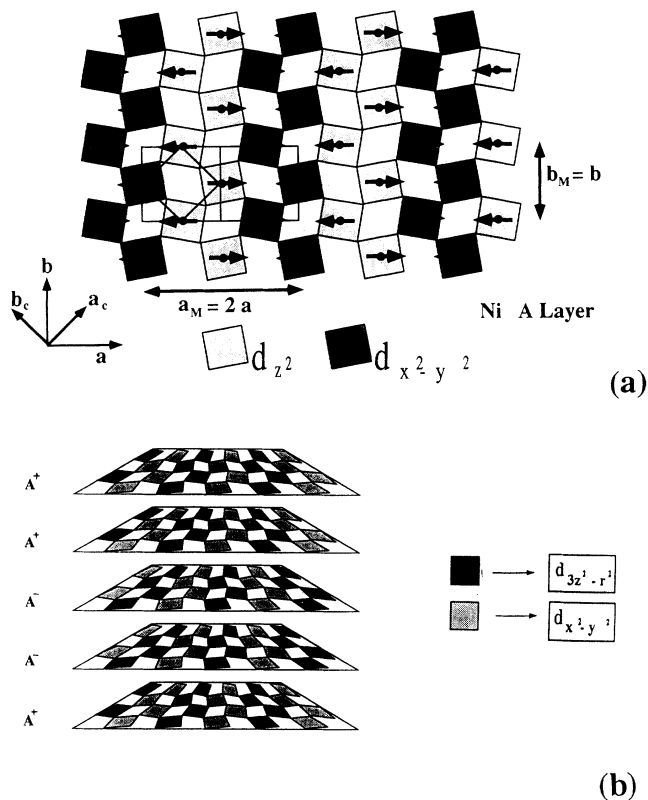 b_M = b
b
b_c
a_c
a
a_M = 2 a
Ni A Layer
d_z²
d_x²-y²
(a)
A⁺
A⁺
A⁻
A⁻
A⁺
d_3z²-r²
d_x²-y²
(b)